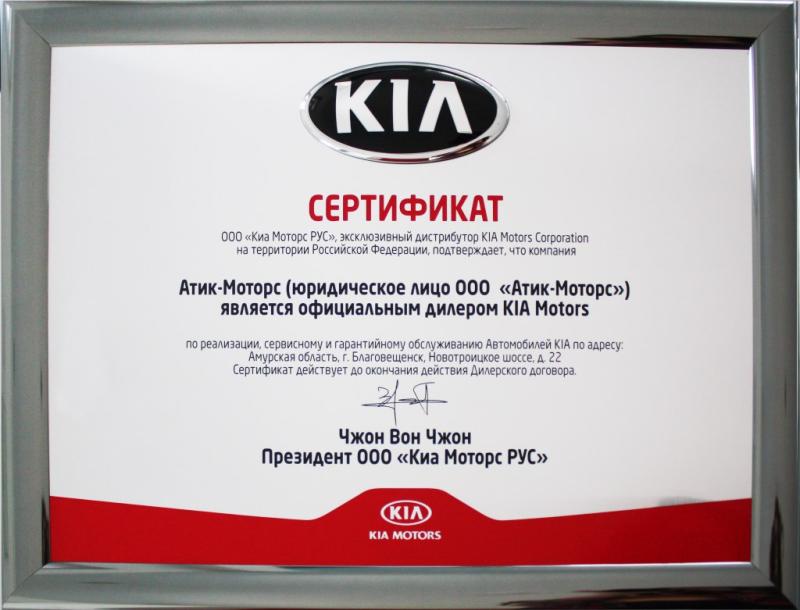 KIA
СЕРТИФИКАТ
ООО «Киа Моторс РУС», эксклюзивный дистрибутор KIA Motors Corporation
на территории Российской Федерации, подтверждает, что компания
Атик-Моторс (юридическое лицо ООО «Атик-Моторс»)
является официальным дилером KIA Motors
по реализации, сервисному и гарантийному обслуживанию Автомобилей KIA по адресу:
Амурская область, г. Благовещенск, Новотроицкое шоссе, д. 22
Сертификат действует до окончания действия Дилерского договора.
Чжон Вон Чжон
Президент ООО «Киа Моторс РУС»
KIA
KIA MOTORS